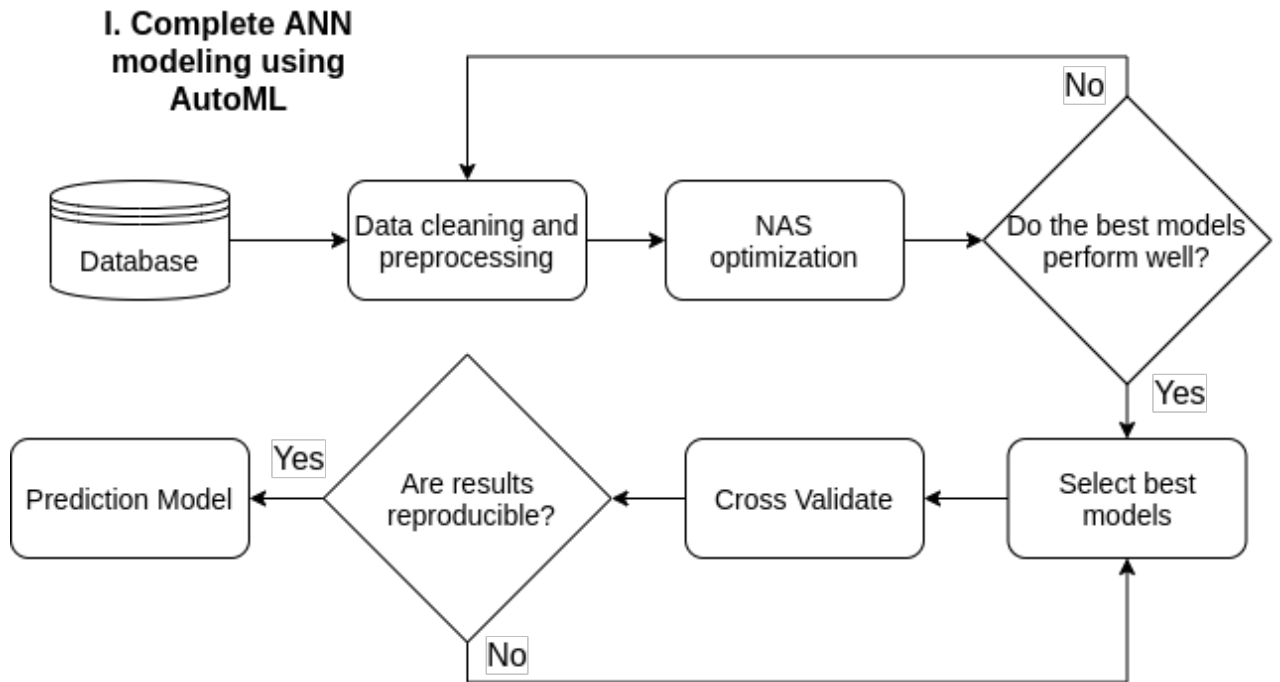 I. Complete ANN
modeling using
AutoML
No
Database
Data cleaning and
preprocessing
NAS
optimization
Do the best models
perform well?
Yes
Select best
models
Cross Validate
Are results
reproducible?
Yes
Prediction Model
No